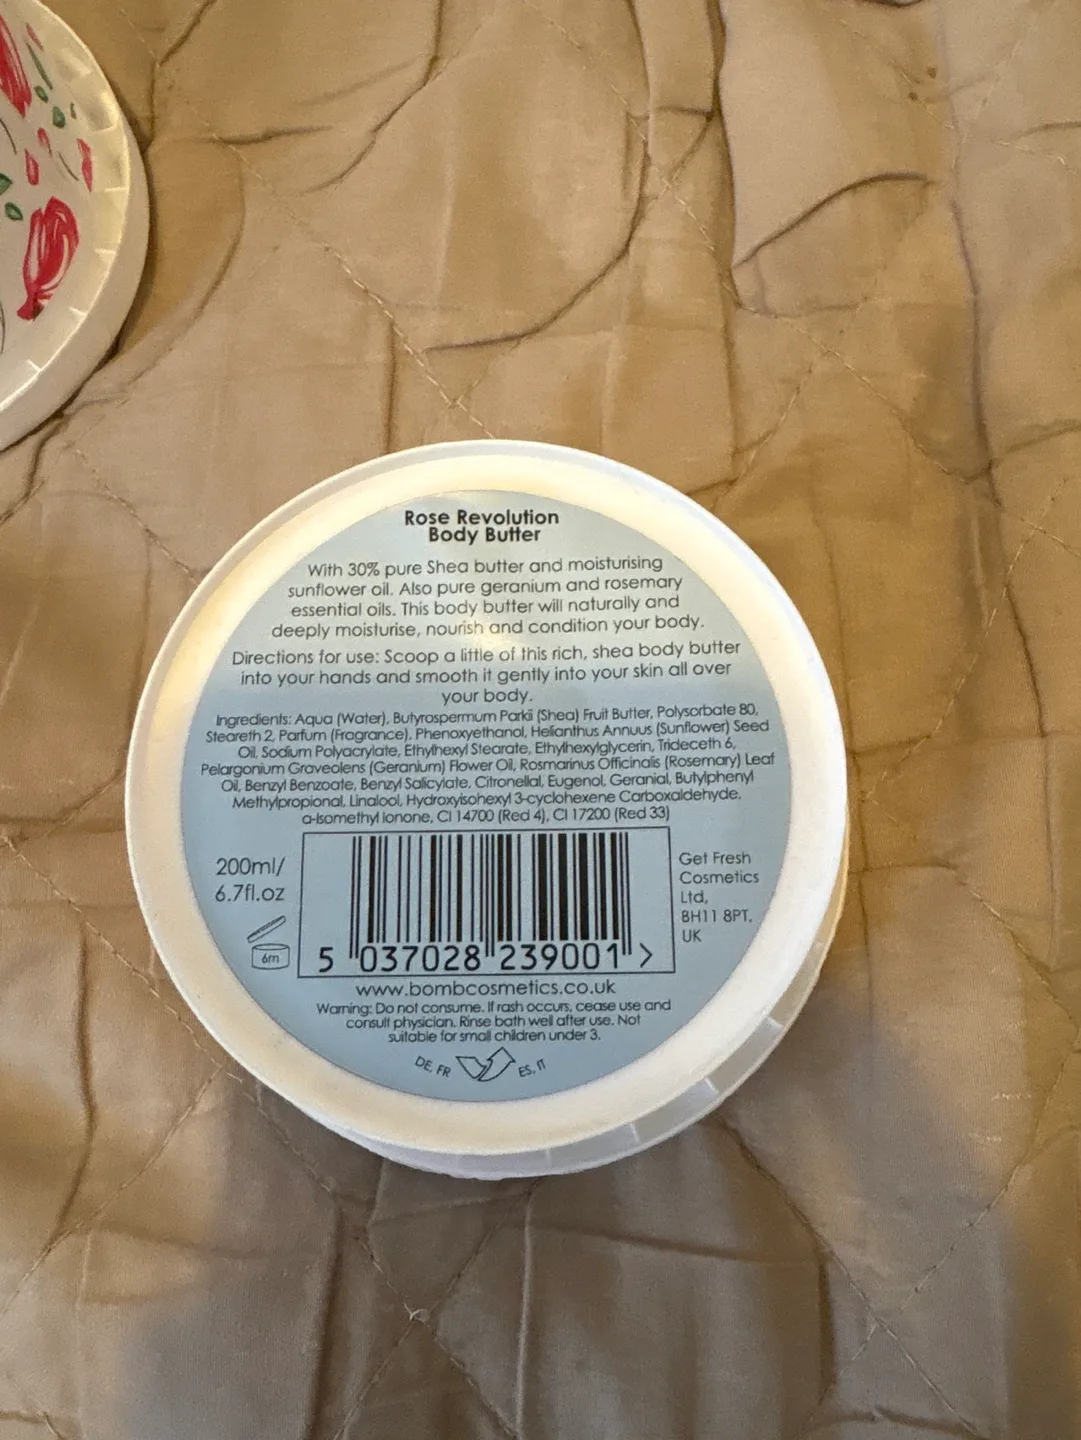 Rose Revolution
Body Butter
With 30% pure Shea butter and moisturising
sunflower oil. Also pure geranium and rosemary
essential oils. This body butter will naturally and
deeply moisturise, nourish and condition your body.
Directions for use: Scoop a little of this rich, shea body butter
into your hands and smooth it gently into your skin all over
your body.
Ingredients: Aqua (Water), Butyrospermum Parkii (Shea) Fruit Butter, Polysorbate 80,
Steareth 2, Parfum (Fragrance), Phenoxyethanol, Helianthus Annuus (Sunflower) Seed
Oil, Sodium Polyacrylate, Ethylhexyl Stearate, Ethylhexylglycerin, Trideceth 6,
Pelargonium Graveolens (Geranium) Flower Oil, Rosmarinus Officinalis (Rosemary) Leaf
Oil, Benzyl Benzoate, Benzyl Salicylate, Citronellal, Eugenol, Geranial, Butylphenyl
Methylpropional, Linalool, Hydroxyisohexyl 3-cyclohexene Carboxaldehyde,
a-Isomethyl Ionone, CI 14700 (Red 4), CI 17200 (Red 33)
200ml/
6.7fl.oz
6m
5 037028 239001 >
Get Fresh
Cosmetics
Ltd,
BH11 8PT,
UK
www.bombcosmetics.co.uk
Warning: Do not consume. If rash occurs, cease use and
consult physician. Rinse bath well after use. Not
suitable for small children under 3.
DE, FR ES, IT